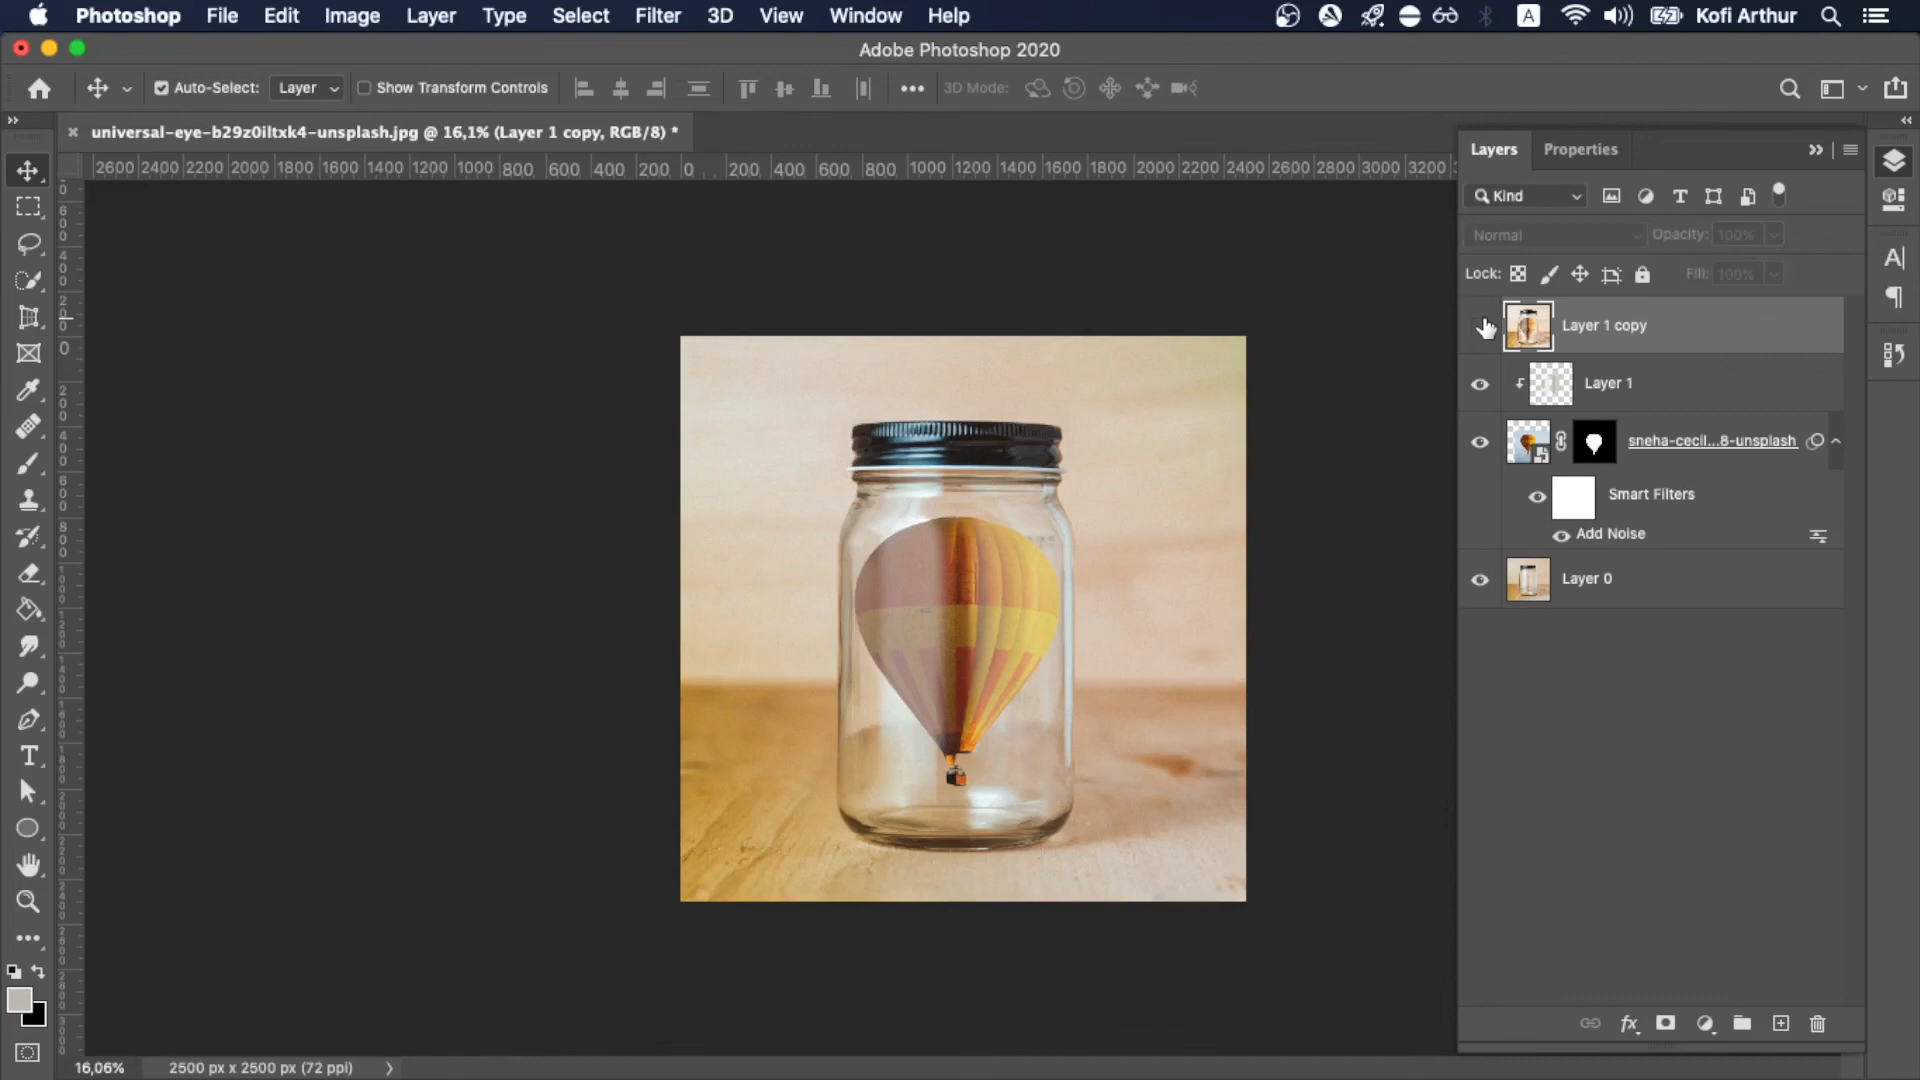 Photoshop File Edit Image Layer Type Select Filter 3D View Window Help A Kofi Arthur
Adobe Photoshop 2020
Auto-Select: Layer Show Transform Controls 3D Mode:
universal-eye-b29z0iltxk4-unsplash.jpg @ 16,1% (Layer 1 copy, RGB/8) *
2600 2400 2200 2000 1800 1600 1400 1200 1000 800 600 400 200 0 200 400 600 800 1000 1200 1400 1600 1800 2000 2200 2400 2600 2800 3000 3200
Layers Properties
Kind
Normal Opacity: 100%
Lock: Fill: 100%
Layer 1 copy
Layer 1
sneha-cecil...8-unsplash
Smart Filters
Add Noise
Layer 0
16,06% 2500 px x 2500 px (72 ppi)